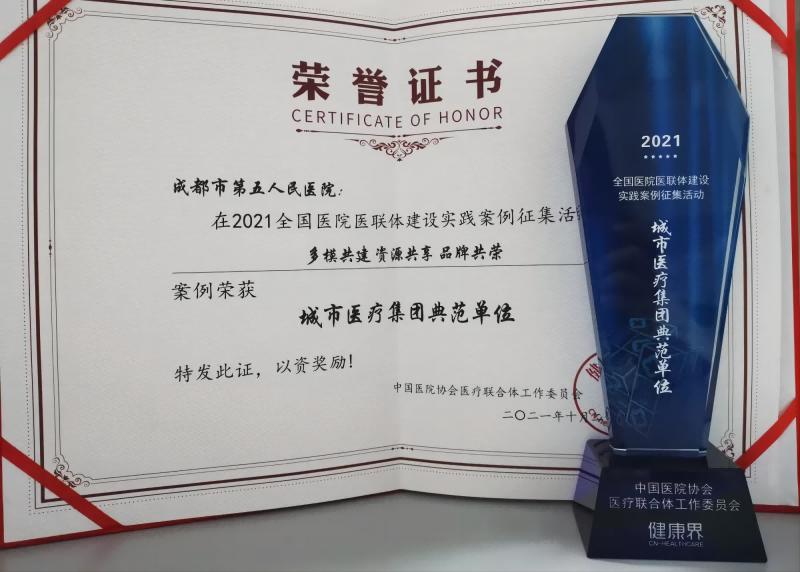 荣誉证书
CERTIFICATE OF HONOR
成都市第五人民医院：
在2021全国医院医联体建设实践案例征集活
多模共建 资源共享 品牌共荣
案例荣获
城市医疗集团典范单位
特发此证，以资奖励！
中国医院协会医疗联合体工作委员会
二〇二一年十月
2021
全国医院医联体建设
实践案例征集活动
城市医疗集团典范单位
中国医院协会
医疗联合体工作委员会
健康界
CN-HEALTHCARE